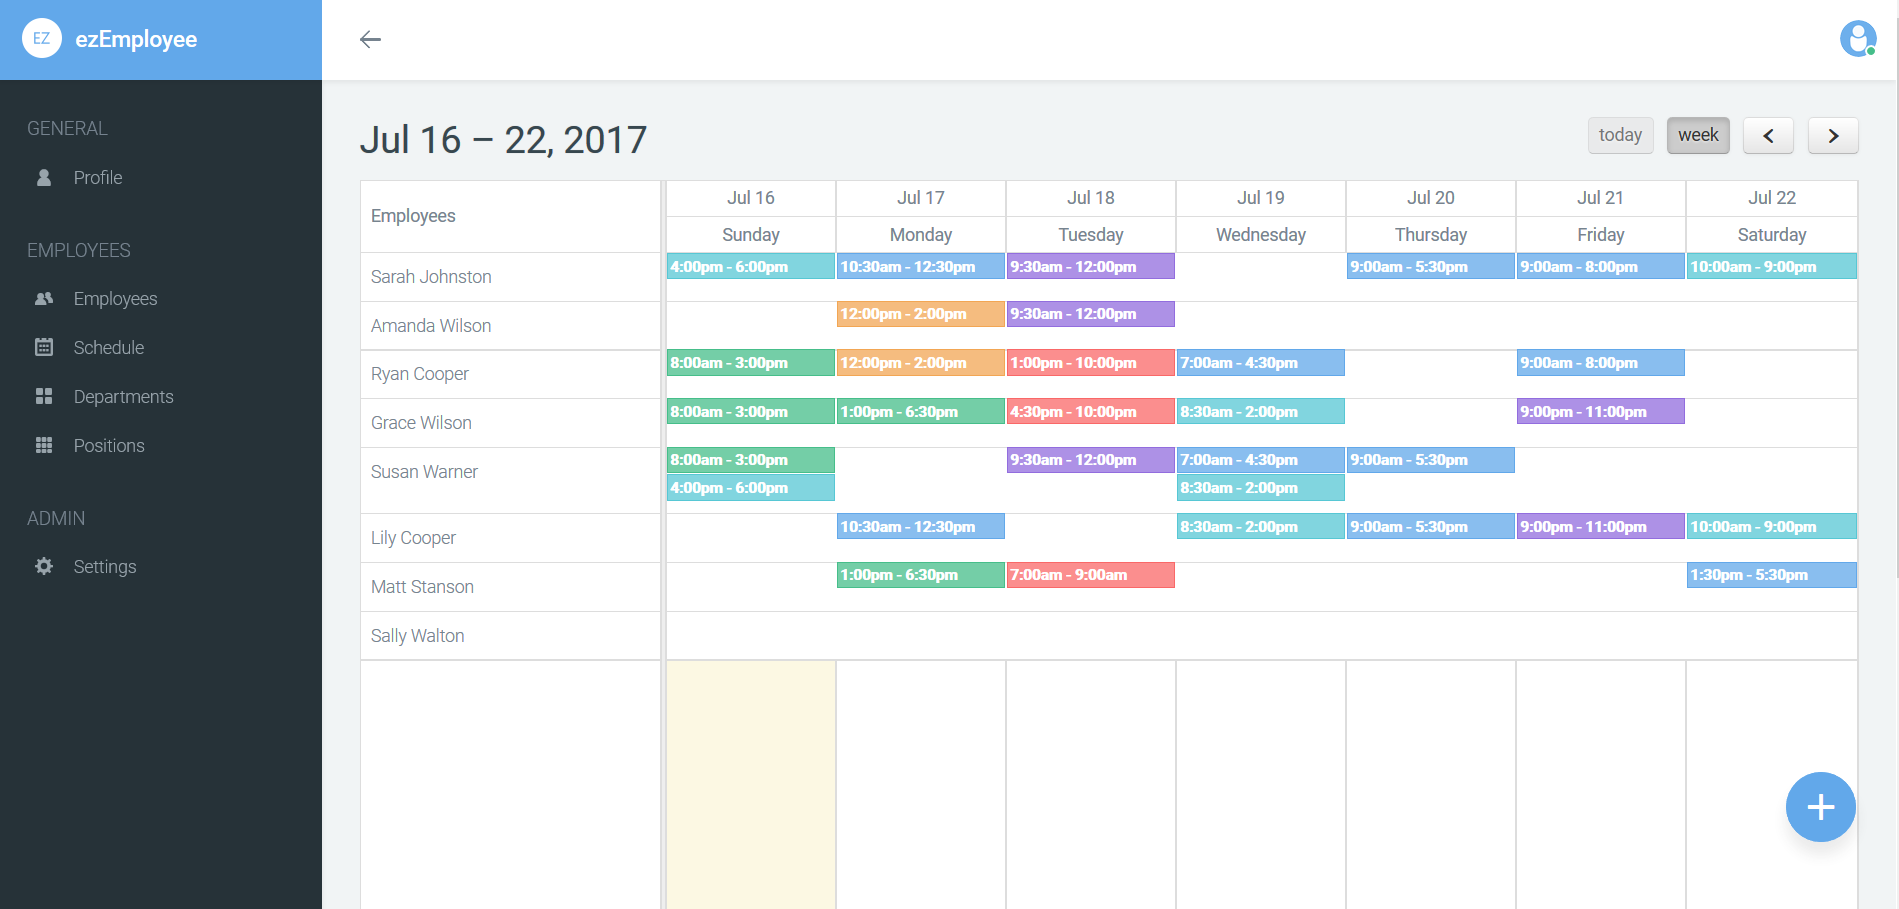 EZ ezEmployee
GENERAL
Profile
EMPLOYEES
Employees
Schedule
Departments
Positions
ADMIN
Settings
Jul 16 – 22, 2017
today week
Employees
Jul 16 Jul 17 Jul 18 Jul 19 Jul 20 Jul 21 Jul 22
Sunday Monday Tuesday Wednesday Thursday Friday Saturday
Sarah Johnston 4:00pm - 6:00pm 10:30am - 12:30pm 9:30am - 12:00pm 9:00am - 5:30pm 9:00am - 8:00pm 10:00am - 9:00pm
Amanda Wilson 12:00pm - 2:00pm 9:30am - 12:00pm
Ryan Cooper 8:00am - 3:00pm 12:00pm - 2:00pm 1:00pm - 10:00pm 7:00am - 4:30pm 9:00am - 8:00pm
Grace Wilson 8:00am - 3:00pm 1:00pm - 6:30pm 4:30pm - 10:00pm 8:30am - 2:00pm 9:00pm - 11:00pm
Susan Warner 8:00am - 3:00pm 9:30am - 12:00pm 7:00am - 4:30pm 9:00am - 5:30pm
4:00pm - 6:00pm 8:30am - 2:00pm
Lily Cooper 10:30am - 12:30pm 8:30am - 2:00pm 9:00am - 5:30pm 9:00pm - 11:00pm 10:00am - 9:00pm
Matt Stanson 1:00pm - 6:30pm 7:00am - 9:00am 1:30pm - 5:30pm
Sally Walton